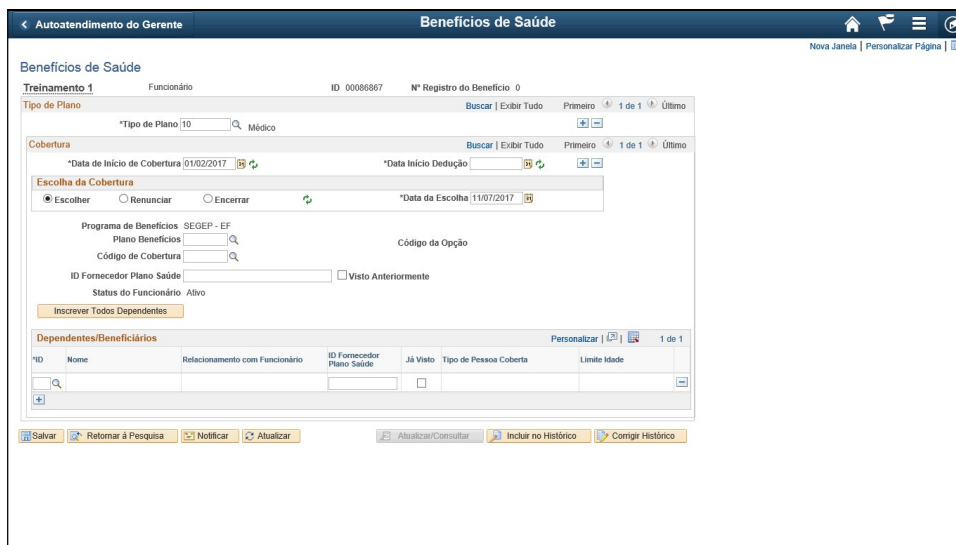 Autoatendimento do Gerente Benefícios de Saúde
Nova Janela | Personalizar Página |
Benefícios de Saúde
Treinamento 1 Funcionário ID 00086867 Nº Registro do Benefício 0
Tipo de Plano Buscar | Exibir Tudo Primeiro 1 de 1 Último
*Tipo de Plano 10 Médico
Cobertura Buscar | Exibir Tudo Primeiro 1 de 1 Último
*Data de Início de Cobertura 01/02/2017 *Data Início Dedução
Escolha da Cobertura
Escolher Renunciar Encerrar *Data da Escolha 11/07/2017
Programa de Benefícios SEGEP - EF
Plano Benefícios Código da Opção
Código de Cobertura
ID Fornecedor Plano Saúde Visto Anteriormente
Status do Funcionário Ativo
Inscrever Todos Dependentes
Dependentes/Beneficiários Personalizar | 1 de 1
*ID Nome Relacionamento com Funcionário ID Fornecedor Plano Saúde Já Visto Tipo de Pessoa Coberta Limite Idade
Salvar Retornar à Pesquisa Notificar Atualizar Atualizar/Consultar Incluir no Histórico Corrigir Histórico